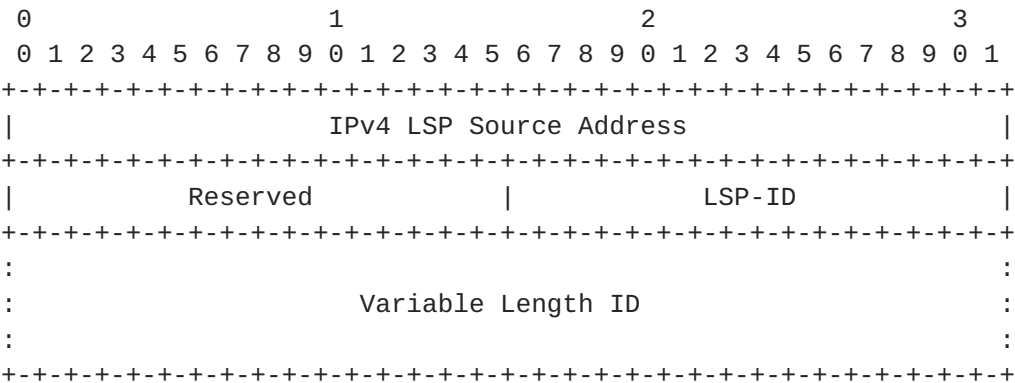 0                   1                   2                   3
 0 1 2 3 4 5 6 7 8 9 0 1 2 3 4 5 6 7 8 9 0 1 2 3 4 5 6 7 8 9 0 1
+-+-+-+-+-+-+-+-+-+-+-+-+-+-+-+-+-+-+-+-+-+-+-+-+-+-+-+-+-+-+-+-+
|                    IPv4 LSP Source Address                    |
+-+-+-+-+-+-+-+-+-+-+-+-+-+-+-+-+-+-+-+-+-+-+-+-+-+-+-+-+-+-+-+-+
|           Reserved            |            LSP-ID             |
+-+-+-+-+-+-+-+-+-+-+-+-+-+-+-+-+-+-+-+-+-+-+-+-+-+-+-+-+-+-+-+-+
:                                                               :
:                      Variable Length ID                       :
:                                                               :
+-+-+-+-+-+-+-+-+-+-+-+-+-+-+-+-+-+-+-+-+-+-+-+-+-+-+-+-+-+-+-+-+